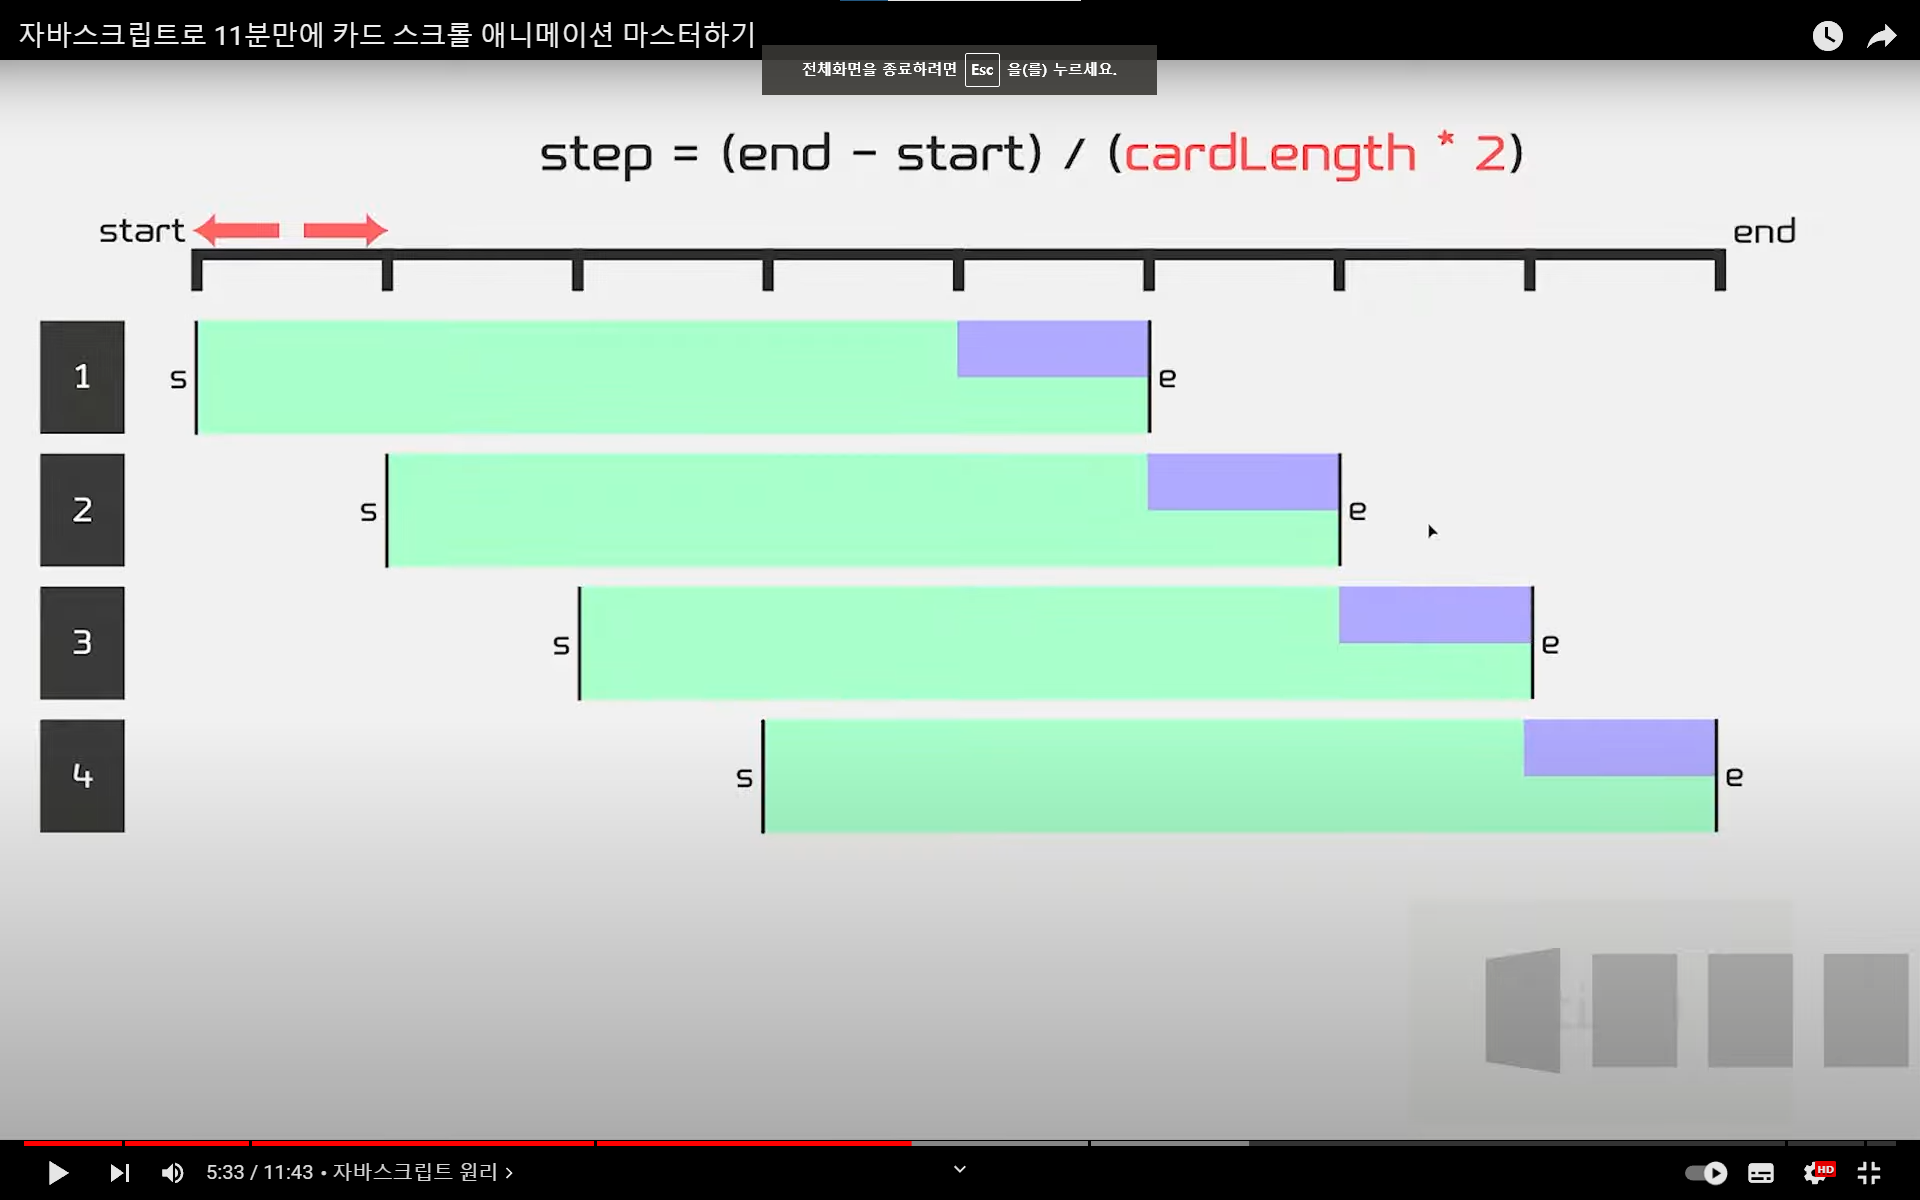 자바스크립트로 11분만에 카드 스크롤 애니메이션 마스터하기
전체화면을 종료하려면 Esc 을(를) 누르세요.
step = (end - start) / (cardLength * 2)
start
end
1
s
e
2
s
e
3
s
e
4
s
e
5:33 / 11:43 • 자바스크립트 원리 ›
HD